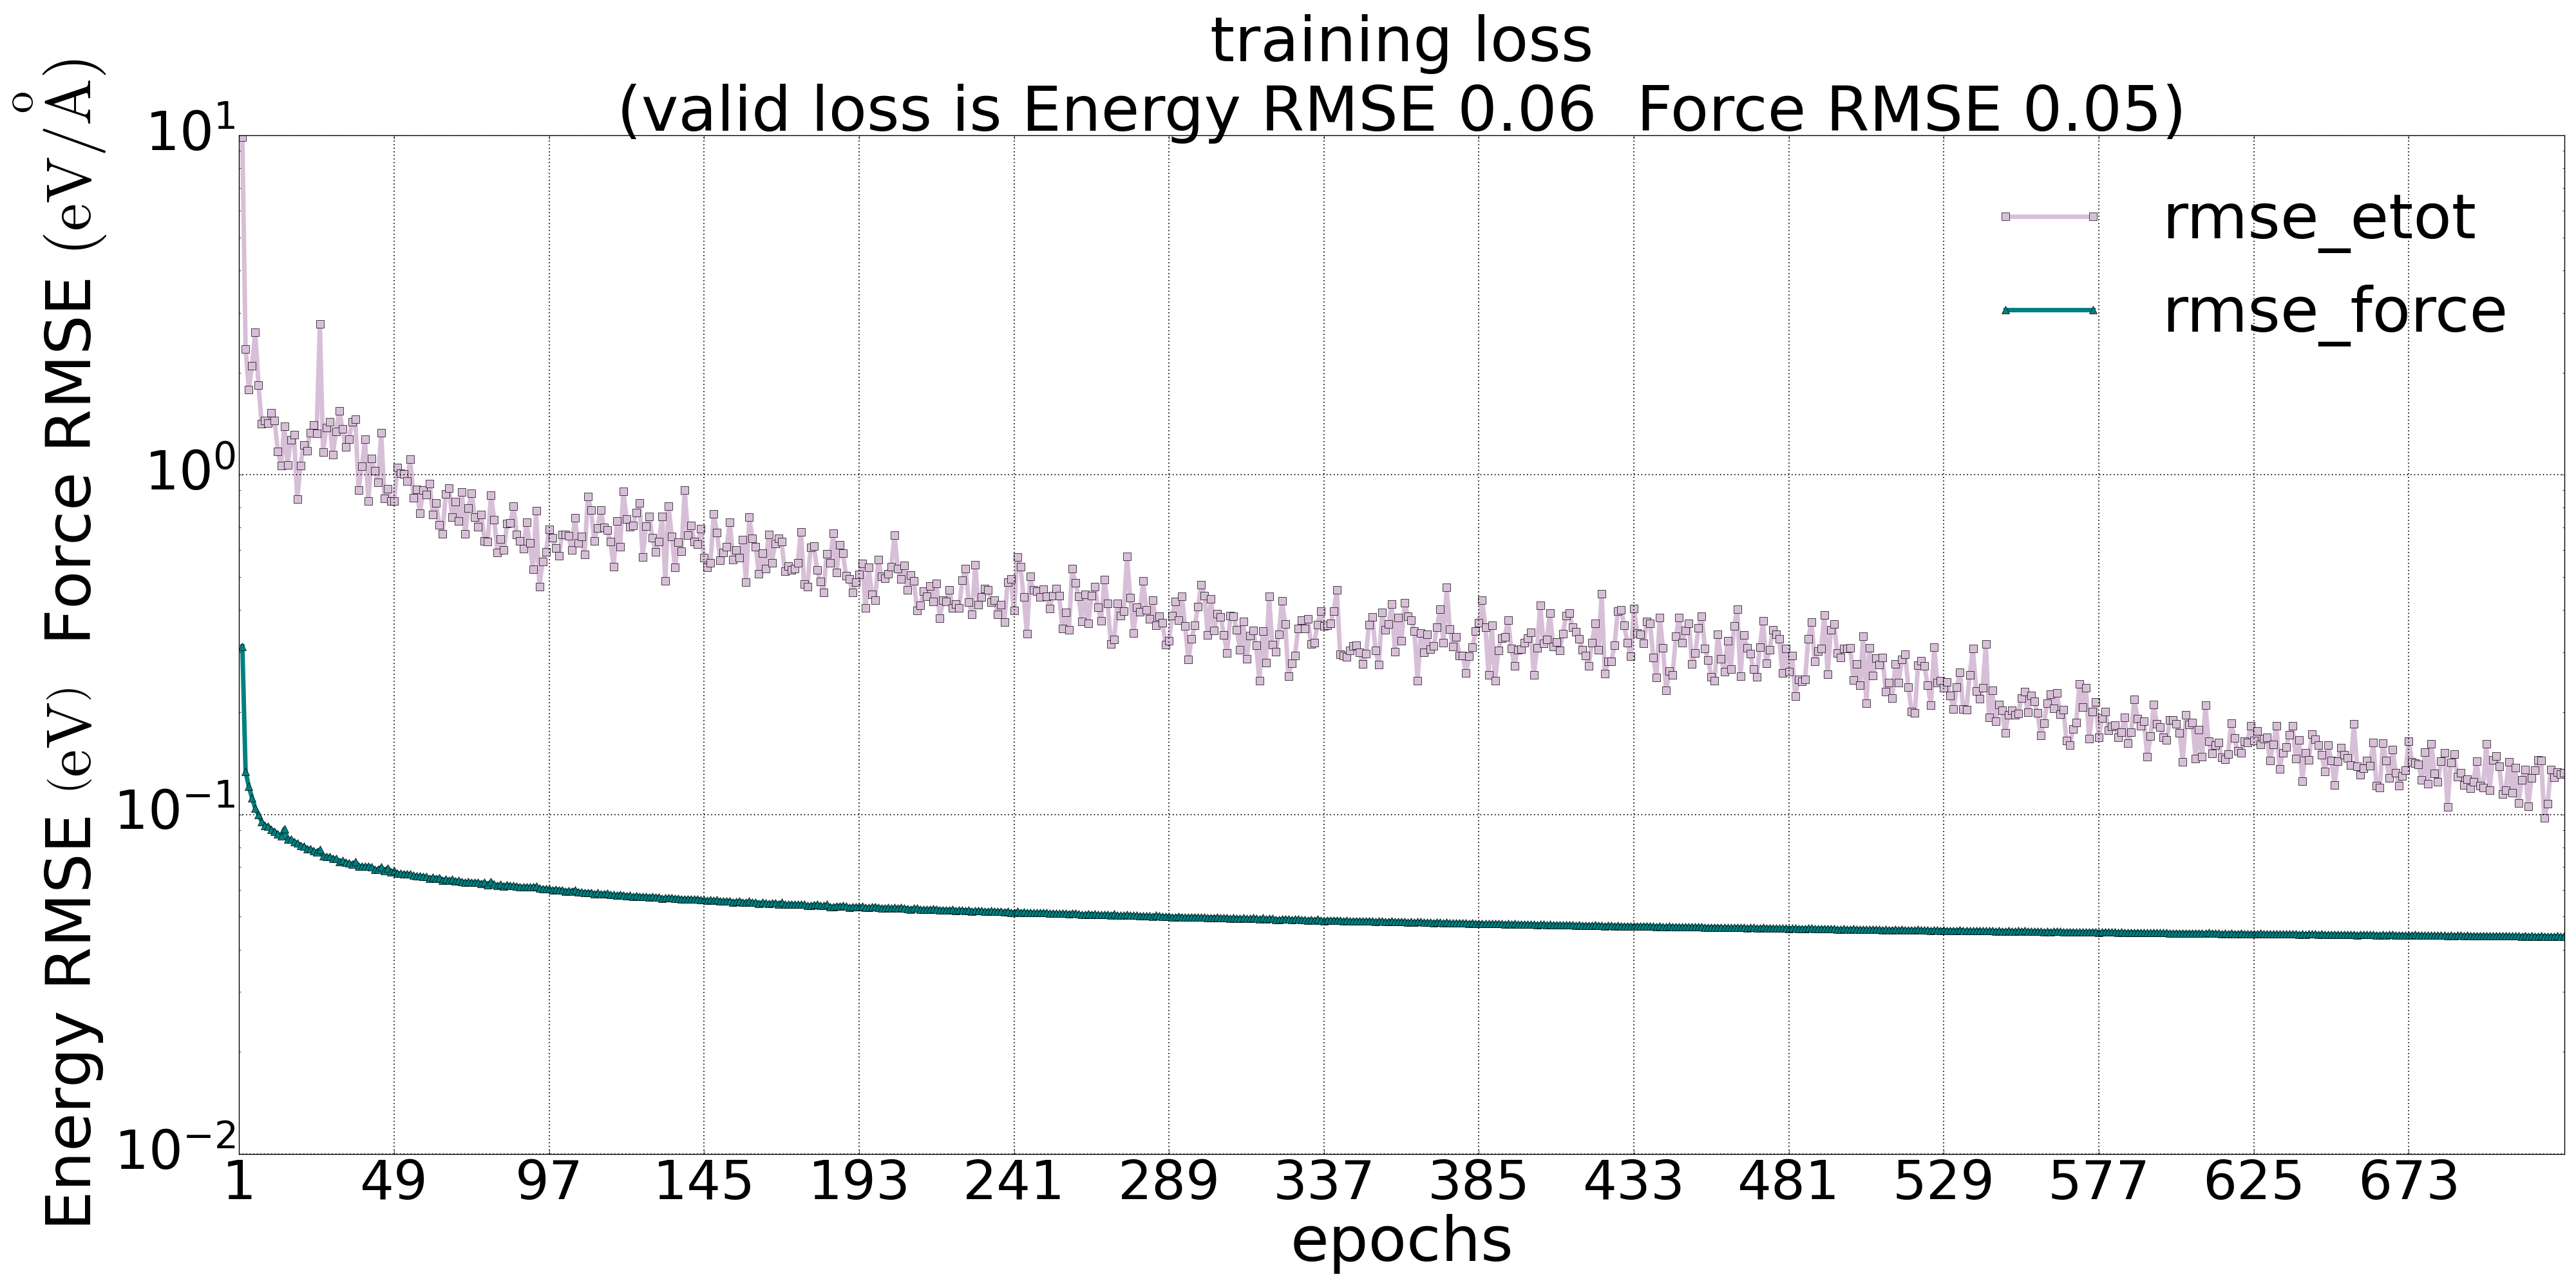 training loss
(valid loss is Energy RMSE 0.06  Force RMSE 0.05)
Energy RMSE (eV)  Force RMSE (eV/Å)
10¹
10⁰
10⁻¹
10⁻²
rmse_etot
rmse_force
1 49 97 145 193 241 289 337 385 433 481 529 577 625 673
epochs